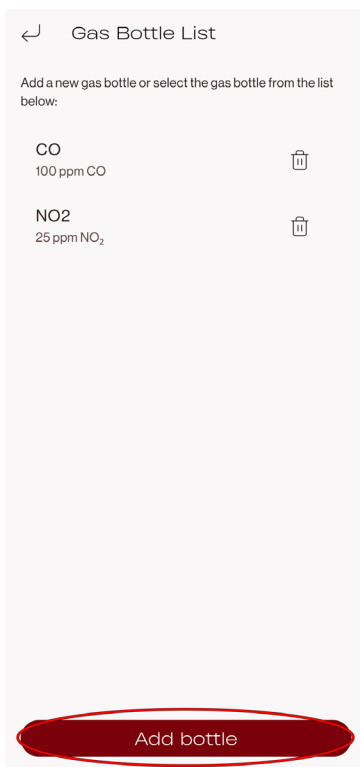 Gas Bottle List
Add a new gas bottle or select the gas bottle from the list
below:
CO
100 ppm CO
NO2
25 ppm NO₂
Add bottle